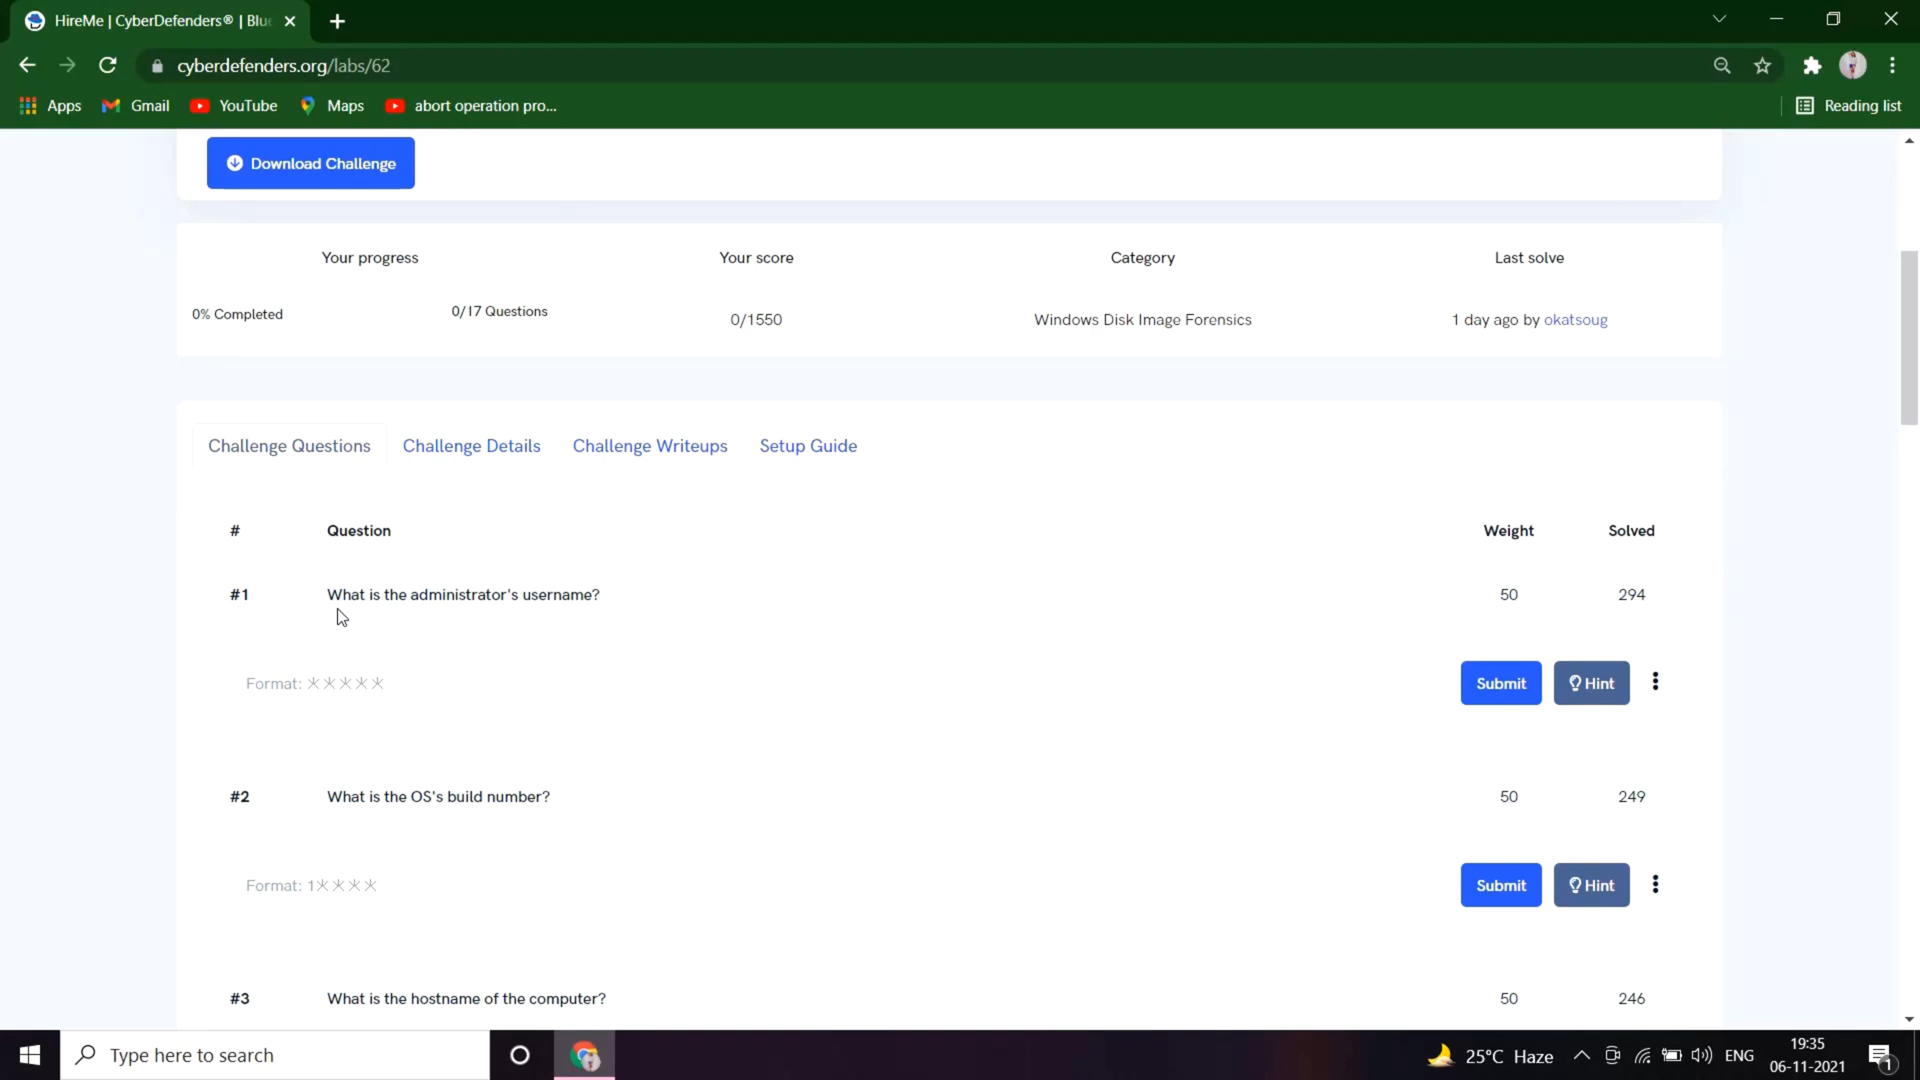 HireMe | CyberDefenders® | Blu
cyberdefenders.org/labs/62
Apps Gmail YouTube Maps abort operation pro... Reading list
Download Challenge
Your progress Your score Category Last solve
0% Completed 0/17 Questions 0/1550 Windows Disk Image Forensics 1 day ago by okatsoug
Challenge Questions Challenge Details Challenge Writeups Setup Guide
# Question Weight Solved
#1 What is the administrator's username? 50 294
Format: ✶✶✶✶✶ Submit Hint
#2 What is the OS's build number? 50 249
Format: 1✶✶✶✶ Submit Hint
#3 What is the hostname of the computer? 50 246
Type here to search 25°C Haze ENG 19:35
06-11-2021 1